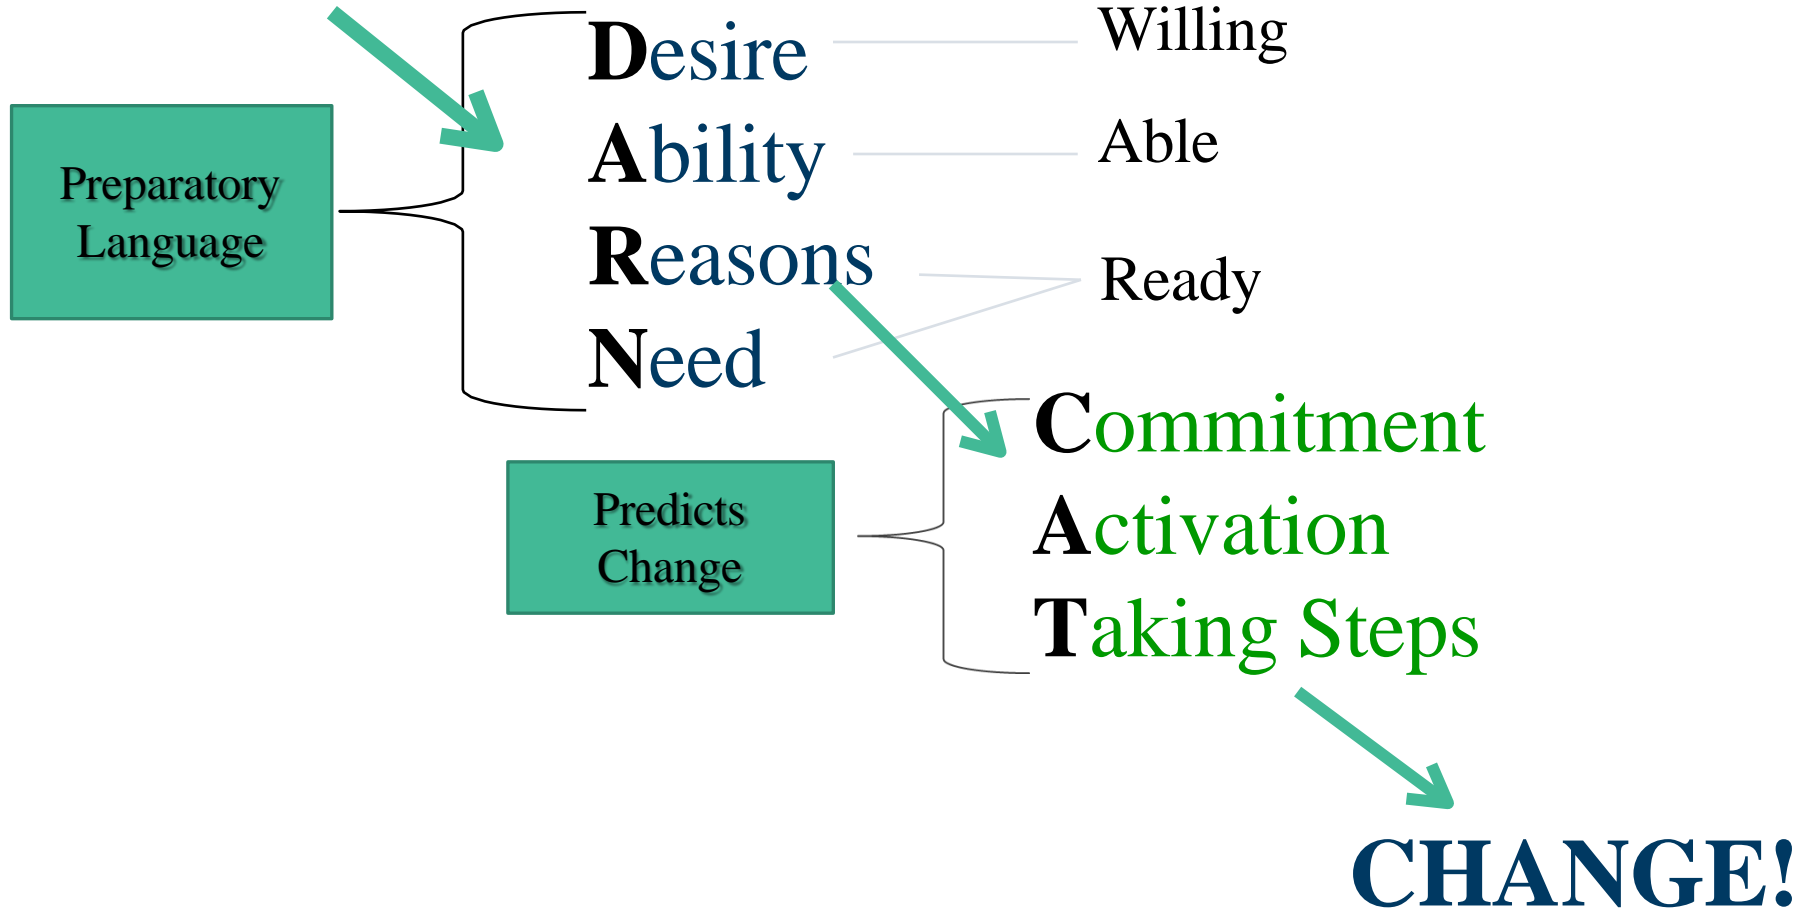 Preparatory
Language
Desire
Ability
Reasons
Need
Willing
Able
Ready
Predicts
Change
Commitment
Activation
Taking Steps
CHANGE!